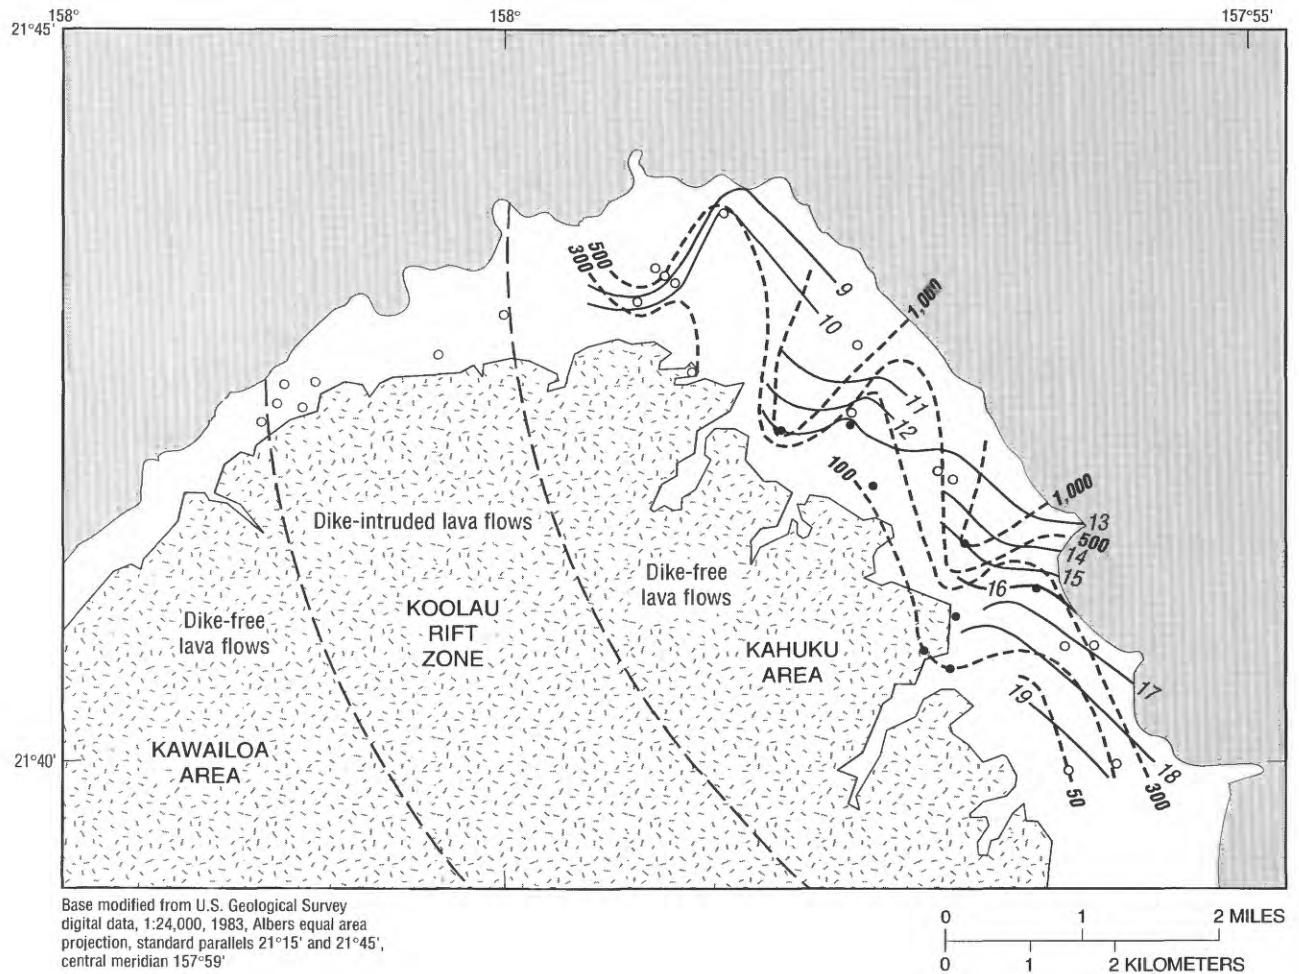 158°
158°
157°55'
21°45'
500
300
9
1,000
10
11
12
100
1,000
13
500
14
15
16
Dike-intruded lava flows
Dike-free
lava flows
Dike-free
lava flows
KOOLAU
RIFT
ZONE
KAHUKU
AREA
17
19
KAWAILOA
AREA
21°40'
18
50
300
Base modified from U.S. Geological Survey
digital data, 1:24,000, 1983, Albers equal area
projection, standard parallels 21°15' and 21°45',
central meridian 157°59'
0 1 2 MILES
0 1 2 KILOMETERS